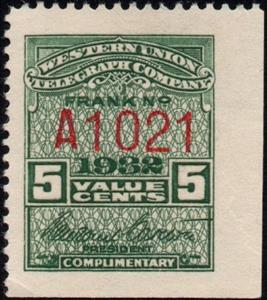 WESTERN UNION
TELEGRAPH COMPANY
FRANK NO
A1021
1932
5 VALUE CENTS 5
PRESIDENT
COMPLIMENTARY